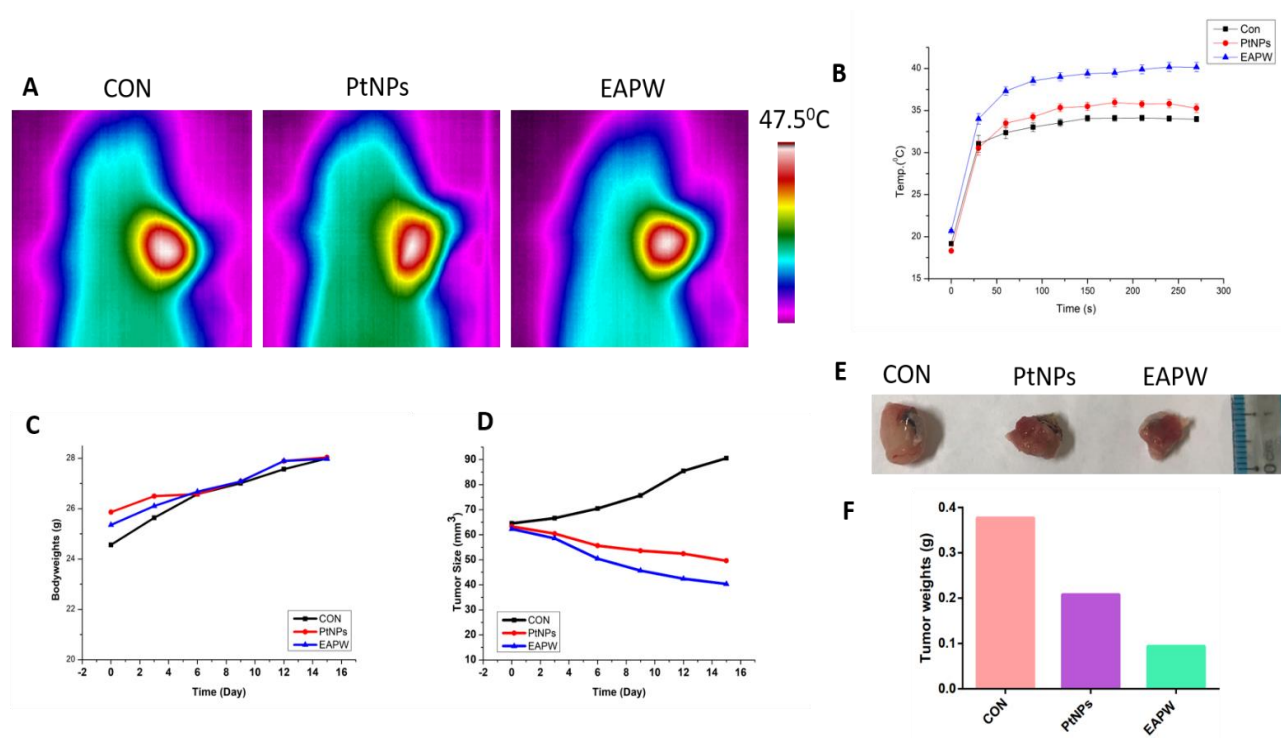 A
CON
PtNPs
EAPW
47.5⁰C
B
Con
PtNPs
EAPW
Temp.(⁰C)
40
35
30
25
20
15
0
50
100
150
200
250
300
Time (s)
C
Bodyweights (g)
28
26
24
22
20
CON
PtNPs
EAPW
-2
0
2
4
6
8
10
12
14
16
Time (Day)
D
Tumor Size (mm³)
100
90
80
70
60
50
40
30
20
10
CON
PtNPs
EAPW
-2
0
2
4
6
8
10
12
14
16
Time (Day)
E
CON
PtNPs
EAPW
0
F
Tumor weights (g)
0.4
0.3
0.2
0.1
0.0
CON
PtNPs
EAPW